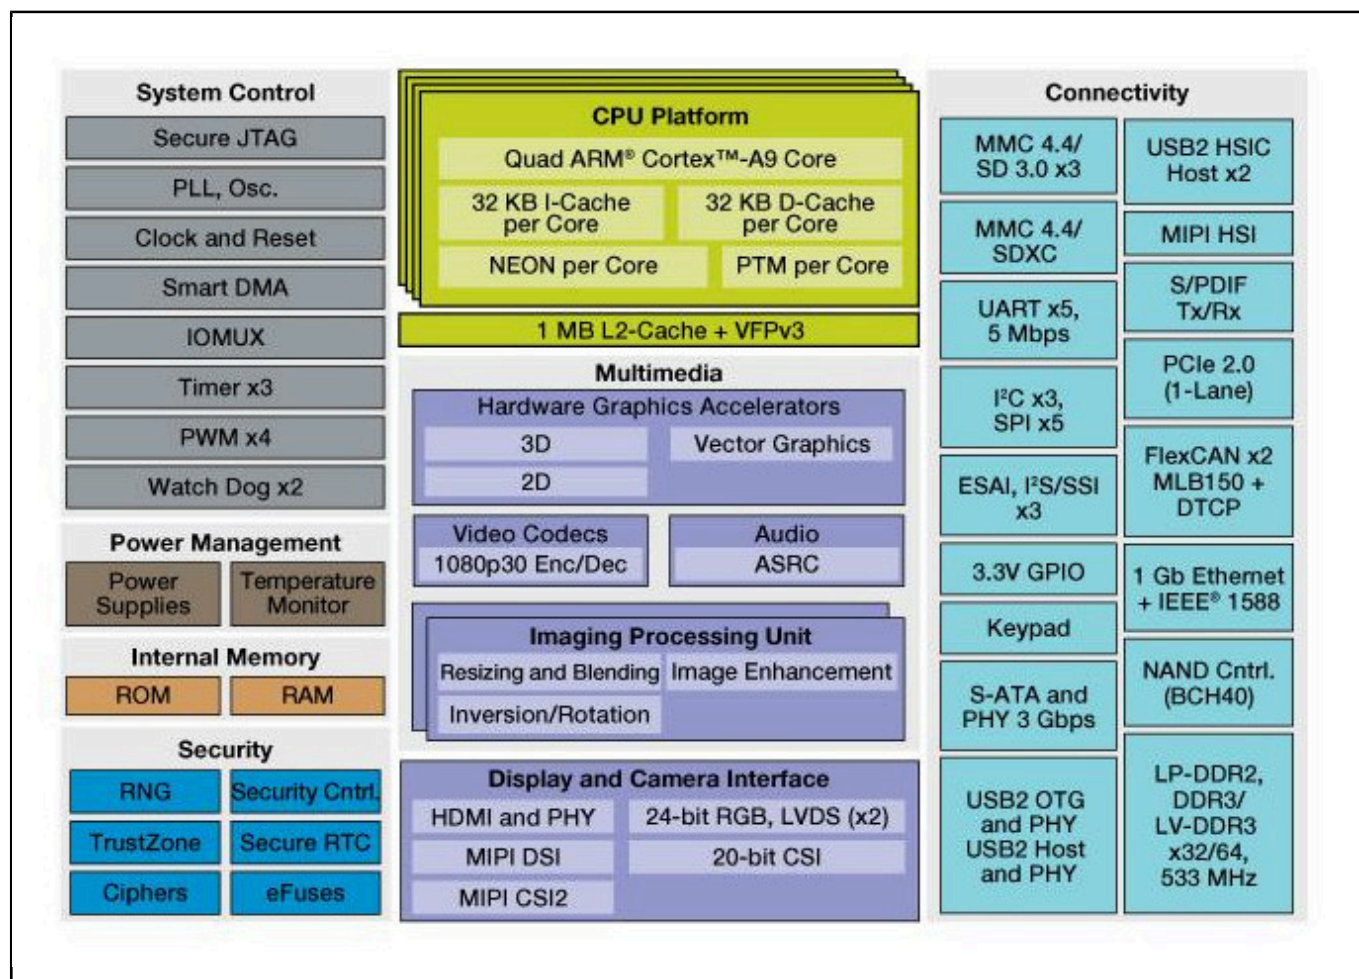 System Control
Secure JTAG
PLL, Osc.
Clock and Reset
Smart DMA
IOMUX
Timer x3
PWM x4
Watch Dog x2
Power Management
Power
Supplies
Temperature
Monitor
Internal Memory
ROM
RAM
Security
RNG
Security Cntrl.
TrustZone
Secure RTC
Ciphers
eFuses
CPU Platform
Quad ARM® Cortex™-A9 Core
32 KB I-Cache
per Core
32 KB D-Cache
per Core
NEON per Core
PTM per Core
1 MB L2-Cache + VFPv3
Multimedia
Hardware Graphics Accelerators
3D
Vector Graphics
2D
Video Codecs
1080p30 Enc/Dec
Audio
ASRC
Imaging Processing Unit
Resizing and Blending
Image Enhancement
Inversion/Rotation
Display and Camera Interface
HDMI and PHY
24-bit RGB, LVDS (x2)
MIPI DSI
20-bit CSI
MIPI CSI2
Connectivity
MMC 4.4/
SD 3.0 x3
MMC 4.4/
SDXC
UART x5,
5 Mbps
I²C x3,
SPI x5
ESAI, I²S/SSI
x3
3.3V GPIO
Keypad
S-ATA and
PHY 3 Gbps
USB2 OTG
and PHY
USB2 Host
and PHY
USB2 HSIC
Host x2
MIPI HSI
S/PDIF
Tx/Rx
PCIe 2.0
(1-Lane)
FlexCAN x2
MLB150 +
DTCP
1 Gb Ethernet
+ IEEE® 1588
NAND Cntrl.
(BCH40)
LP-DDR2,
DDR3/
LV-DDR3
x32/64,
533 MHz